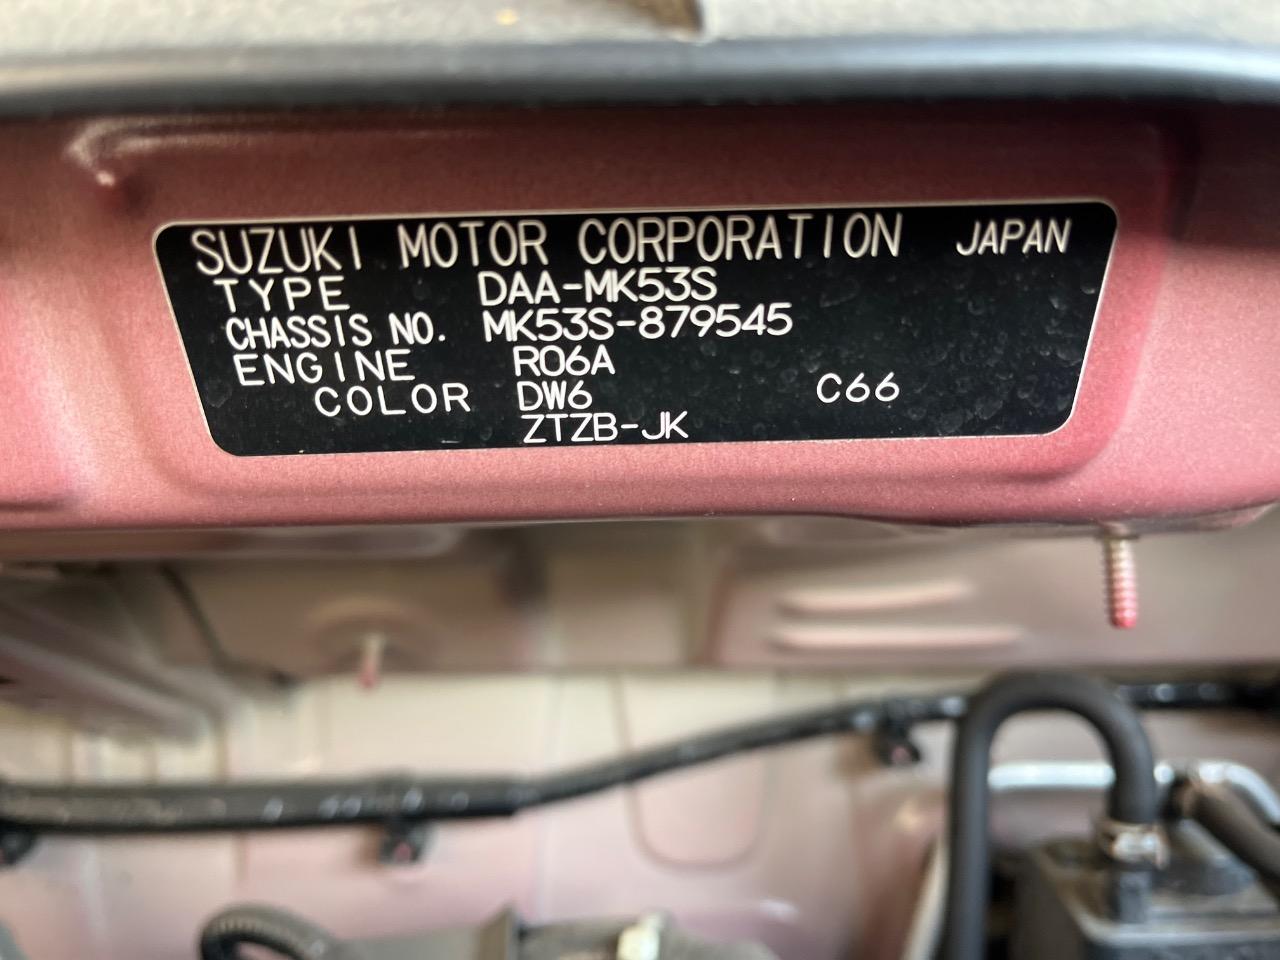 SUZUKI MOTOR CORPORATION JAPAN
TYPE DAA-MK53S
CHASSIS NO. MK53S-879545
ENGINE R06A
COLOR DW6 C66
ZTZB-JK